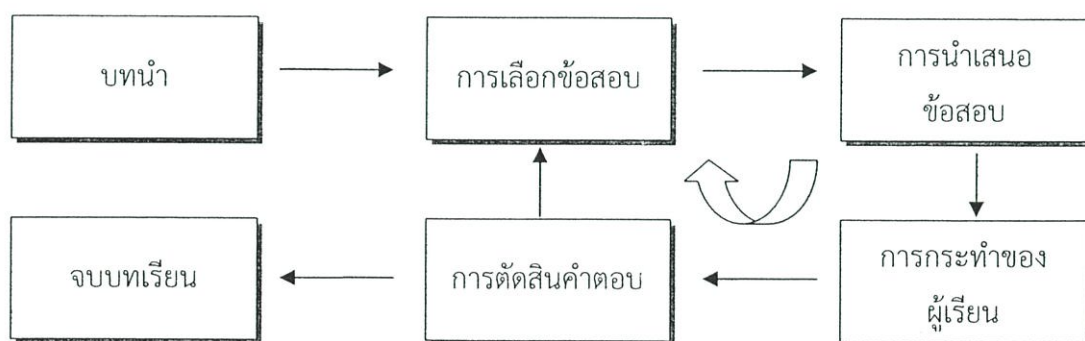 บทนำ
การเลือกข้อสอบ
การนำเสนอ
ข้อสอบ
จบบทเรียน
การตัดสินคำตอบ
การกระทำของ
ผู้เรียน